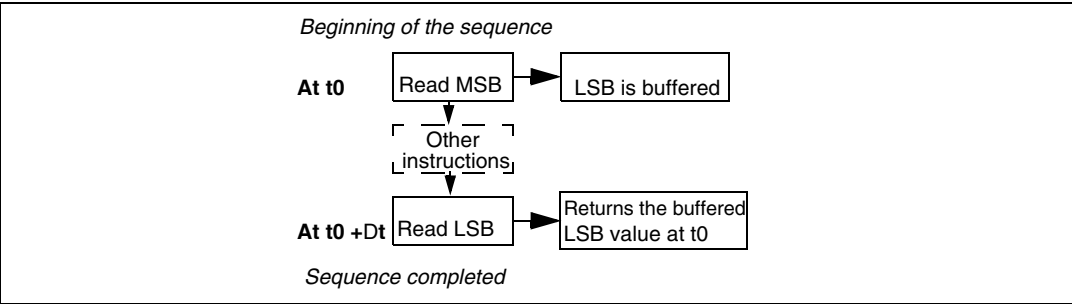 Beginning of the sequence
At t0
Read MSB
LSB is buffered
Other
instructions
At t0 +Dt
Read LSB
Returns the buffered
LSB value at t0
Sequence completed